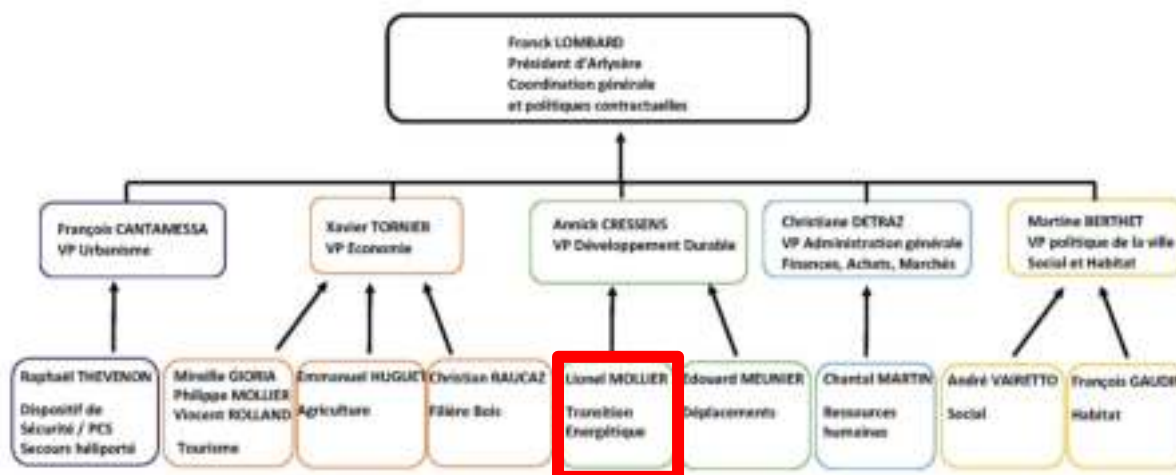 Franck LOMBARD
Président d'Arlysère
Coordination générale
et politiques contractuelles
François CANTAMESSA
VP Urbanisme
Xavier TORNIER
VP Economie
Annick CRESSENS
VP Développement Durable
Christiane DETRAZ
VP Administration générale
Finances, Achats, Marchés
Martine BERTHET
VP politique de la ville
Social et Habitat
Raphaël THEVENON
Dispositif de
Sécurité / PCS
Secours héliporté
Mireille GIORIA
Philippe MOLLIER
Vincent ROLLAND
Tourisme
Emmanuel HUGUET
Agriculture
Christian RAUCAZ
Filière Bois
Lionel MOLLIER
Transition
Energétique
Edouard MEUNIER
Déplacements
Chantal MARTIN
Ressources
humaines
André VAIRETTO
Social
François GAUDIN
Habitat